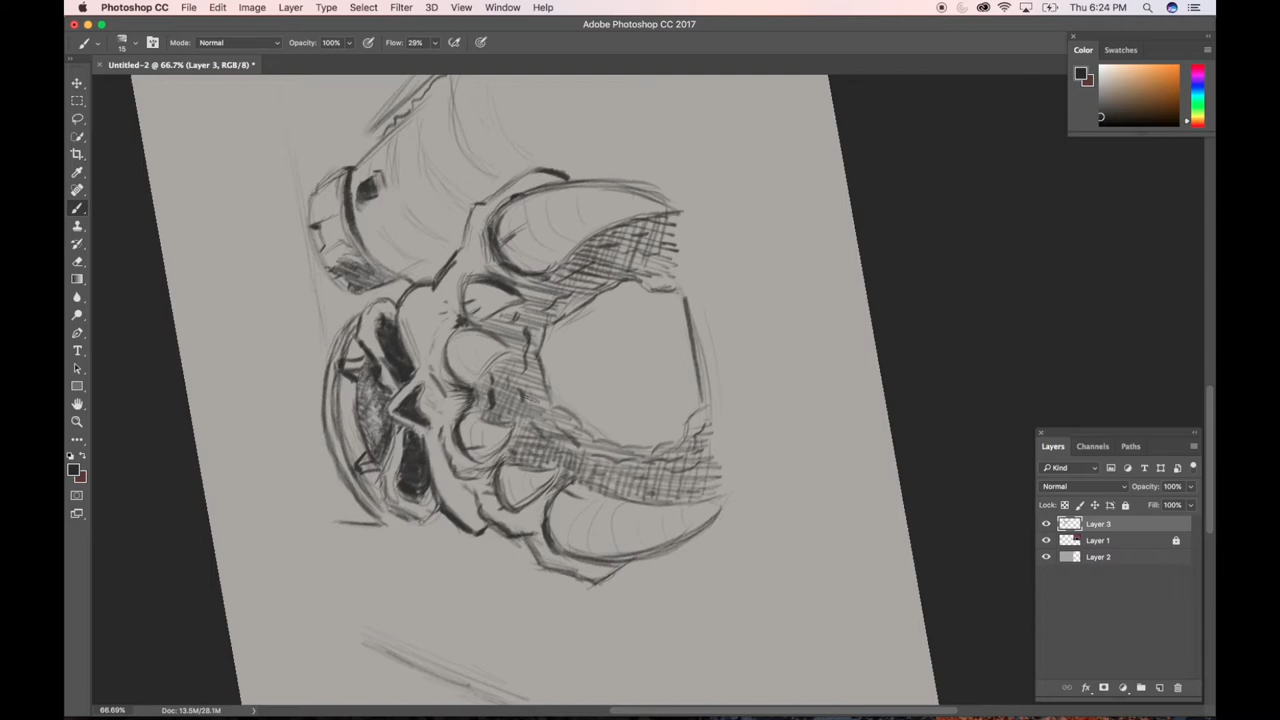 Photoshop CC File Edit Image Layer Type Select Filter 3D View Window Help Thu 6:24 PM
Adobe Photoshop CC 2017
15 Mode: Normal Opacity: 100% Flow: 29%
Untitled-2 @ 66.7% (Layer 3, RGB/8) *
Color Swatches
Layers Channels Paths
Kind
Normal Opacity: 100%
Lock: Fill: 100%
Layer 3
Layer 1
Layer 2
66.69% Doc: 13.5M/28.1M